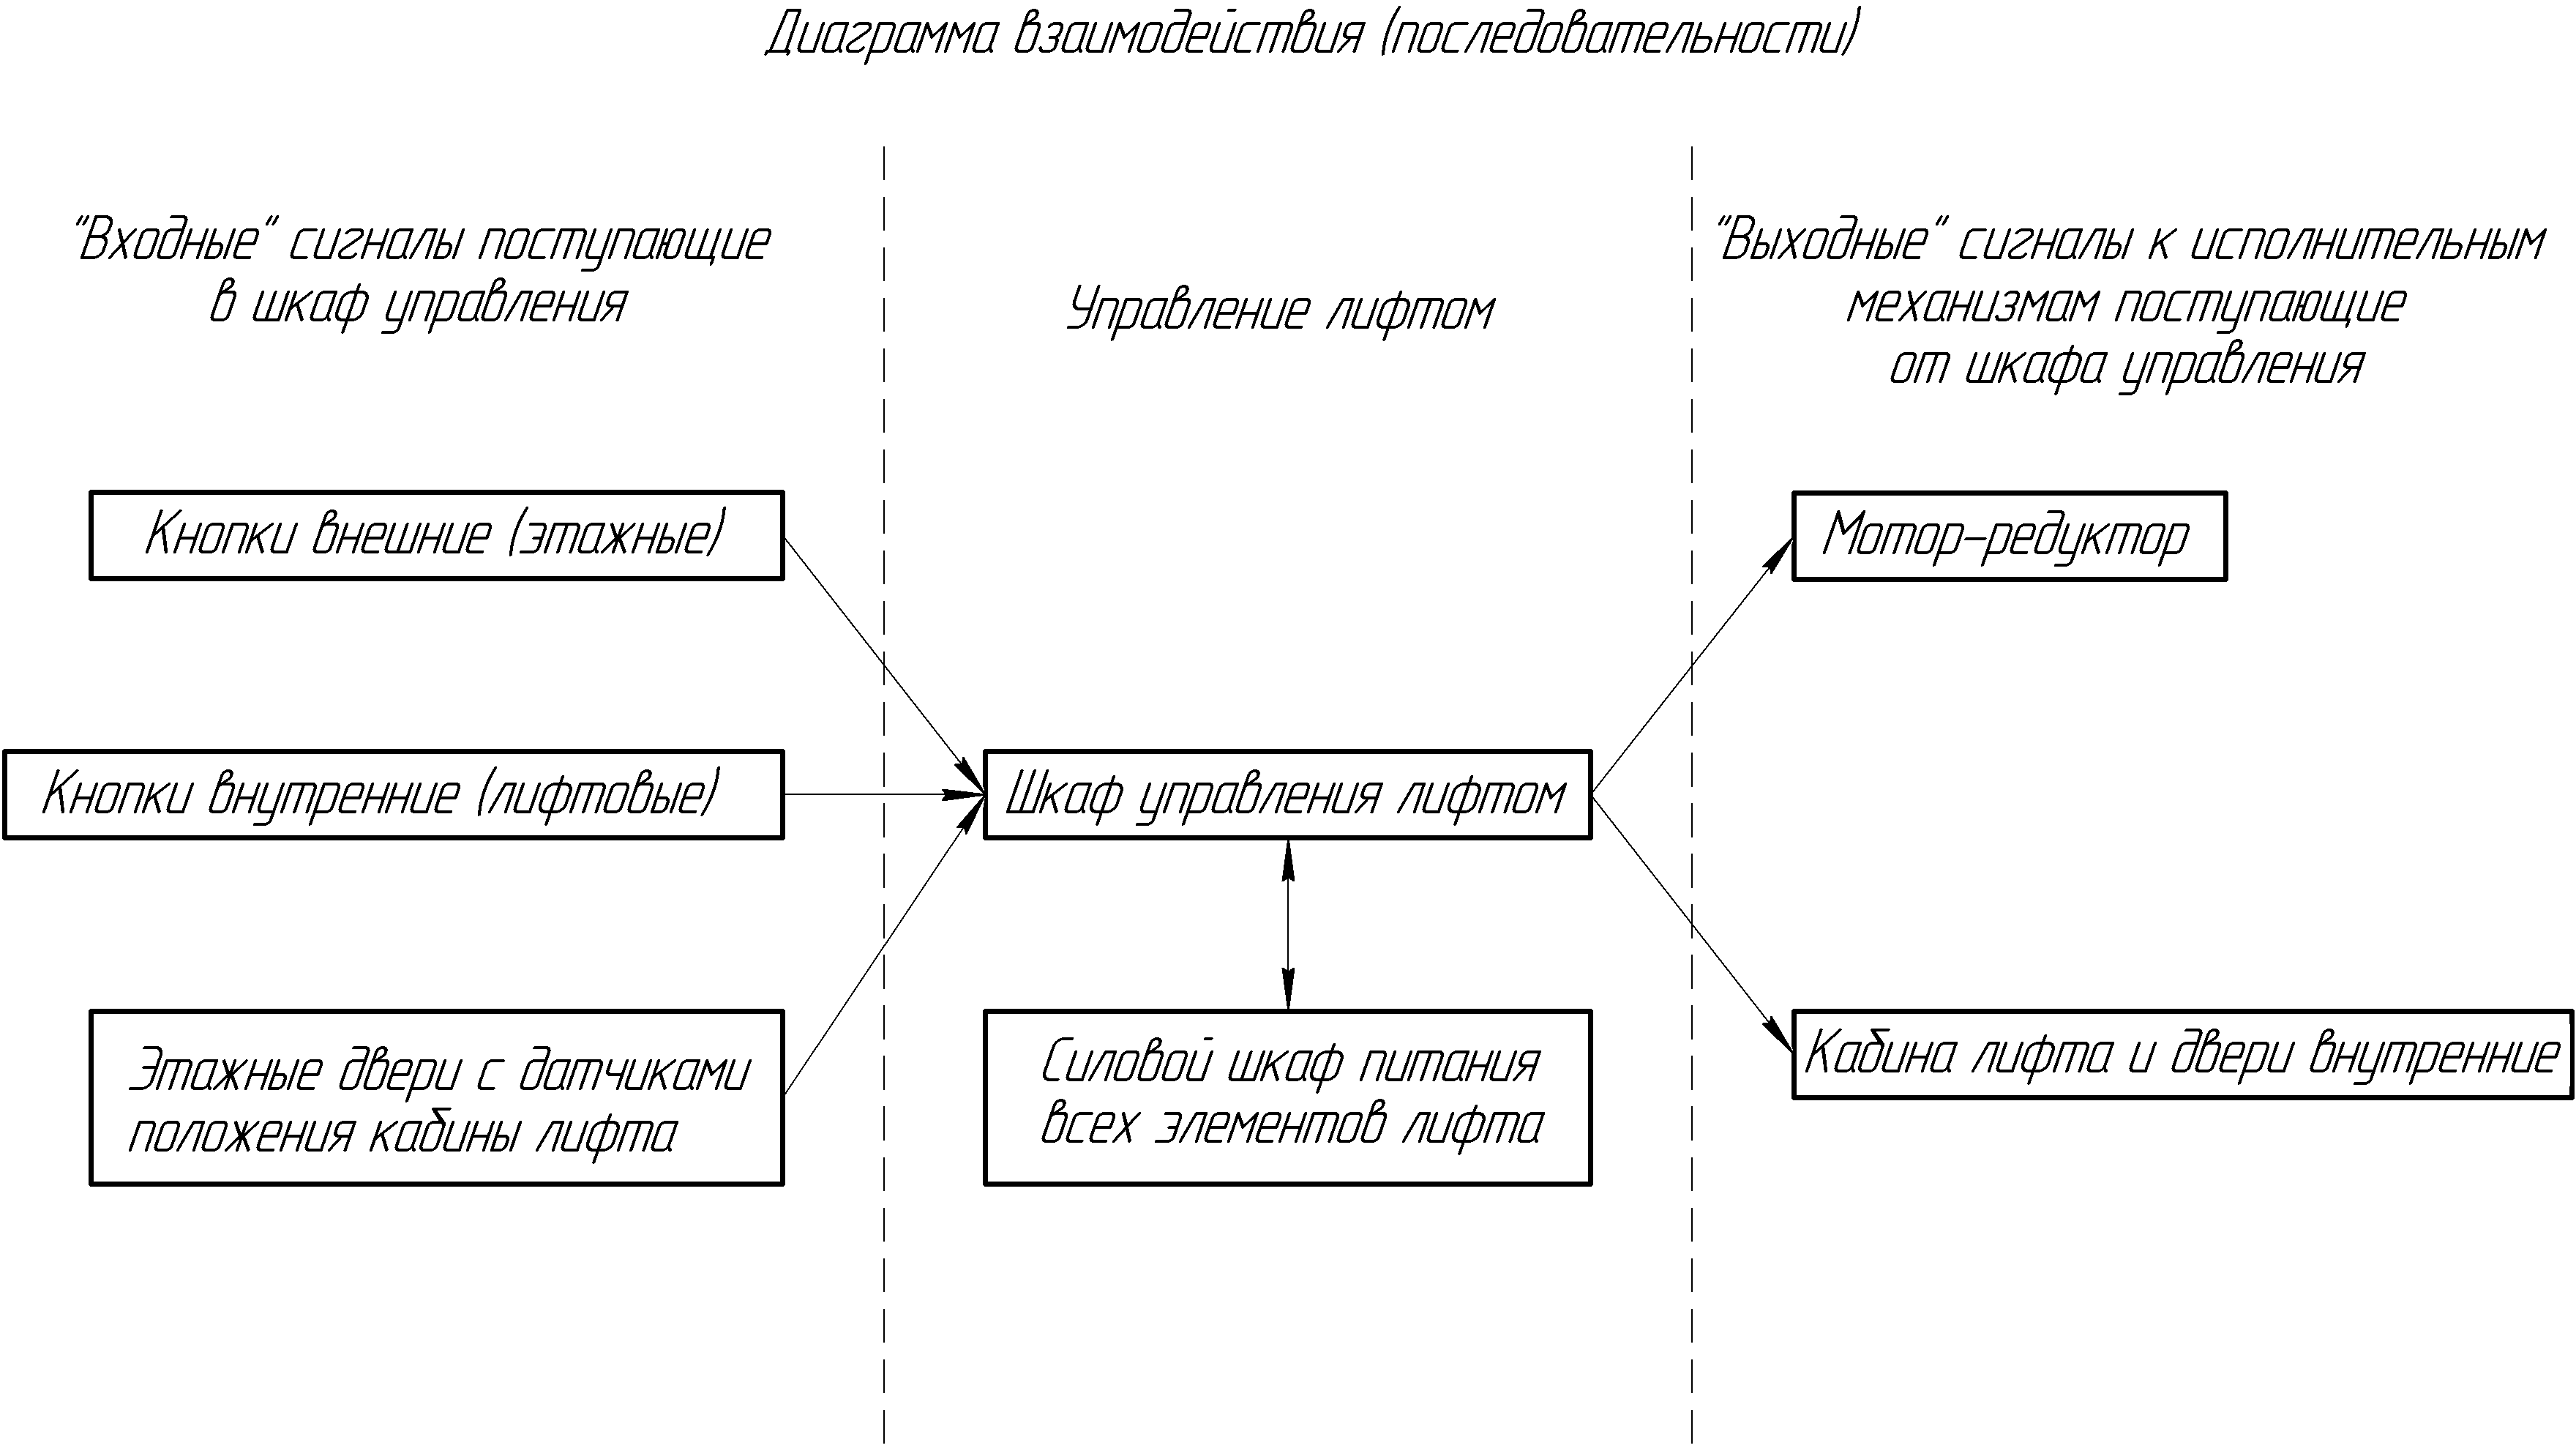 Диаграмма взаимодействия (последовательности)
"Входные" сигналы поступающие
в шкаф управления
Управление лифтом
"Выходные" сигналы к исполнительным
механизмам поступающие
от шкафа управления
Кнопки внешние (этажные)
Мотор-редуктор
Кнопки внутренние (лифтовые)
Шкаф управления лифтом
Этажные двери с датчиками
положения кабины лифта
Силовой шкаф питания
всех элементов лифта
Кабина лифта и двери внутренние